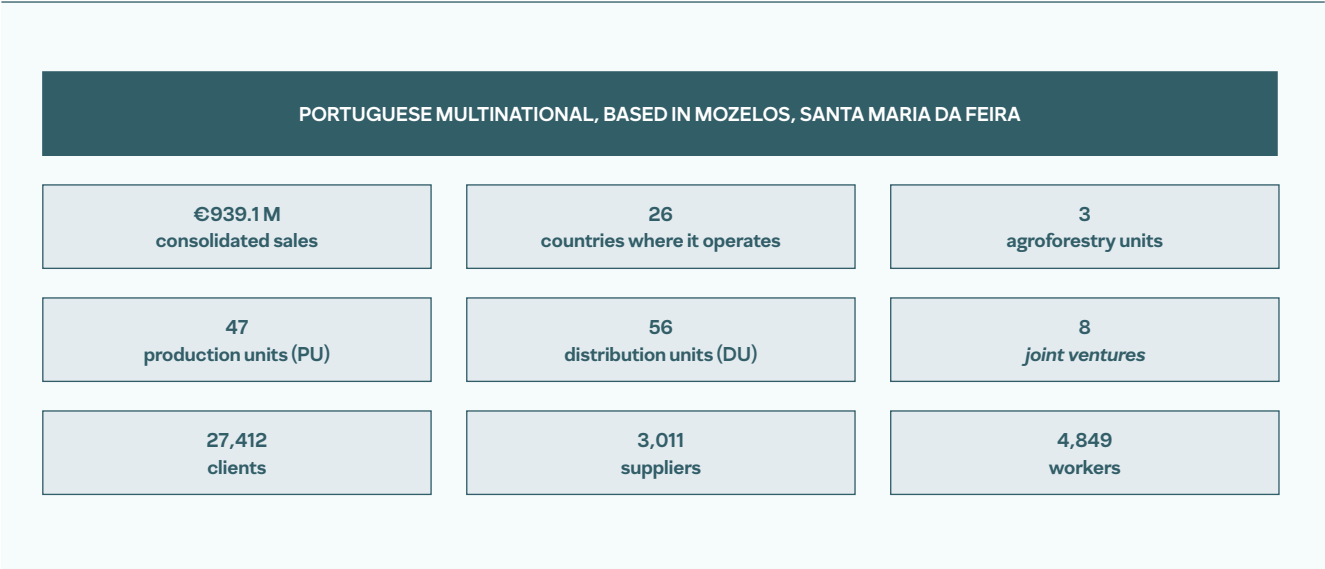 PORTUGUESE MULTINATIONAL, BASED IN MOZELOS, SANTA MARIA DA FEIRA
€939.1 M
consolidated sales
26
countries where it operates
3
agroforestry units
47
production units (PU)
56
distribution units (DU)
8
joint ventures
27,412
clients
3,011
suppliers
4,849
workers